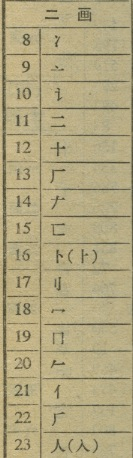 二 画
8 冫
9 亠
10 讠
11 二
12 十
13 厂
14 𠂇
15 匚
16 卜(⺊)
17 刂
18 冖
19 冂
20 𠂉
21 亻
22 𠂆
23 人(入)